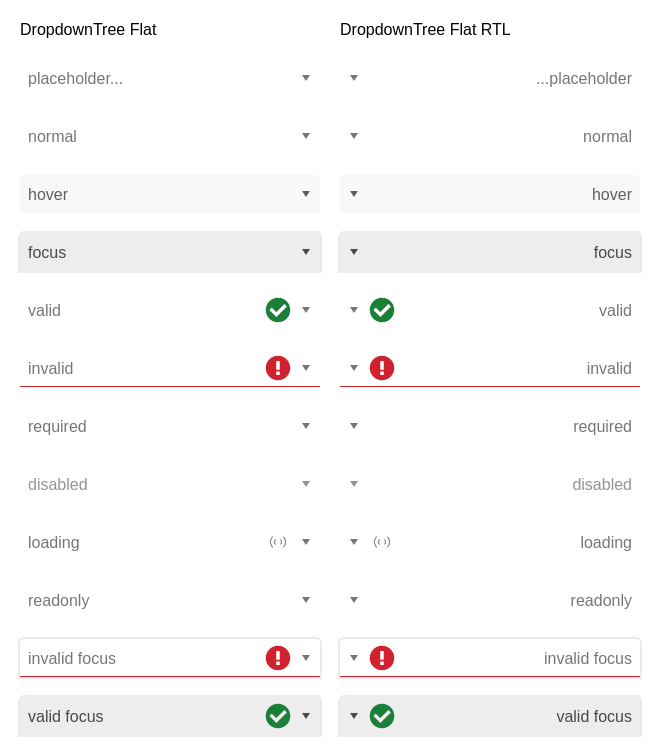 DropdownTree Flat
placeholder...
normal
hover
focus
valid
invalid
required
disabled
loading
readonly
invalid focus
valid focus
DropdownTree Flat RTL
...placeholder
normal
hover
focus
valid
invalid
required
disabled
loading
readonly
invalid focus
valid focus